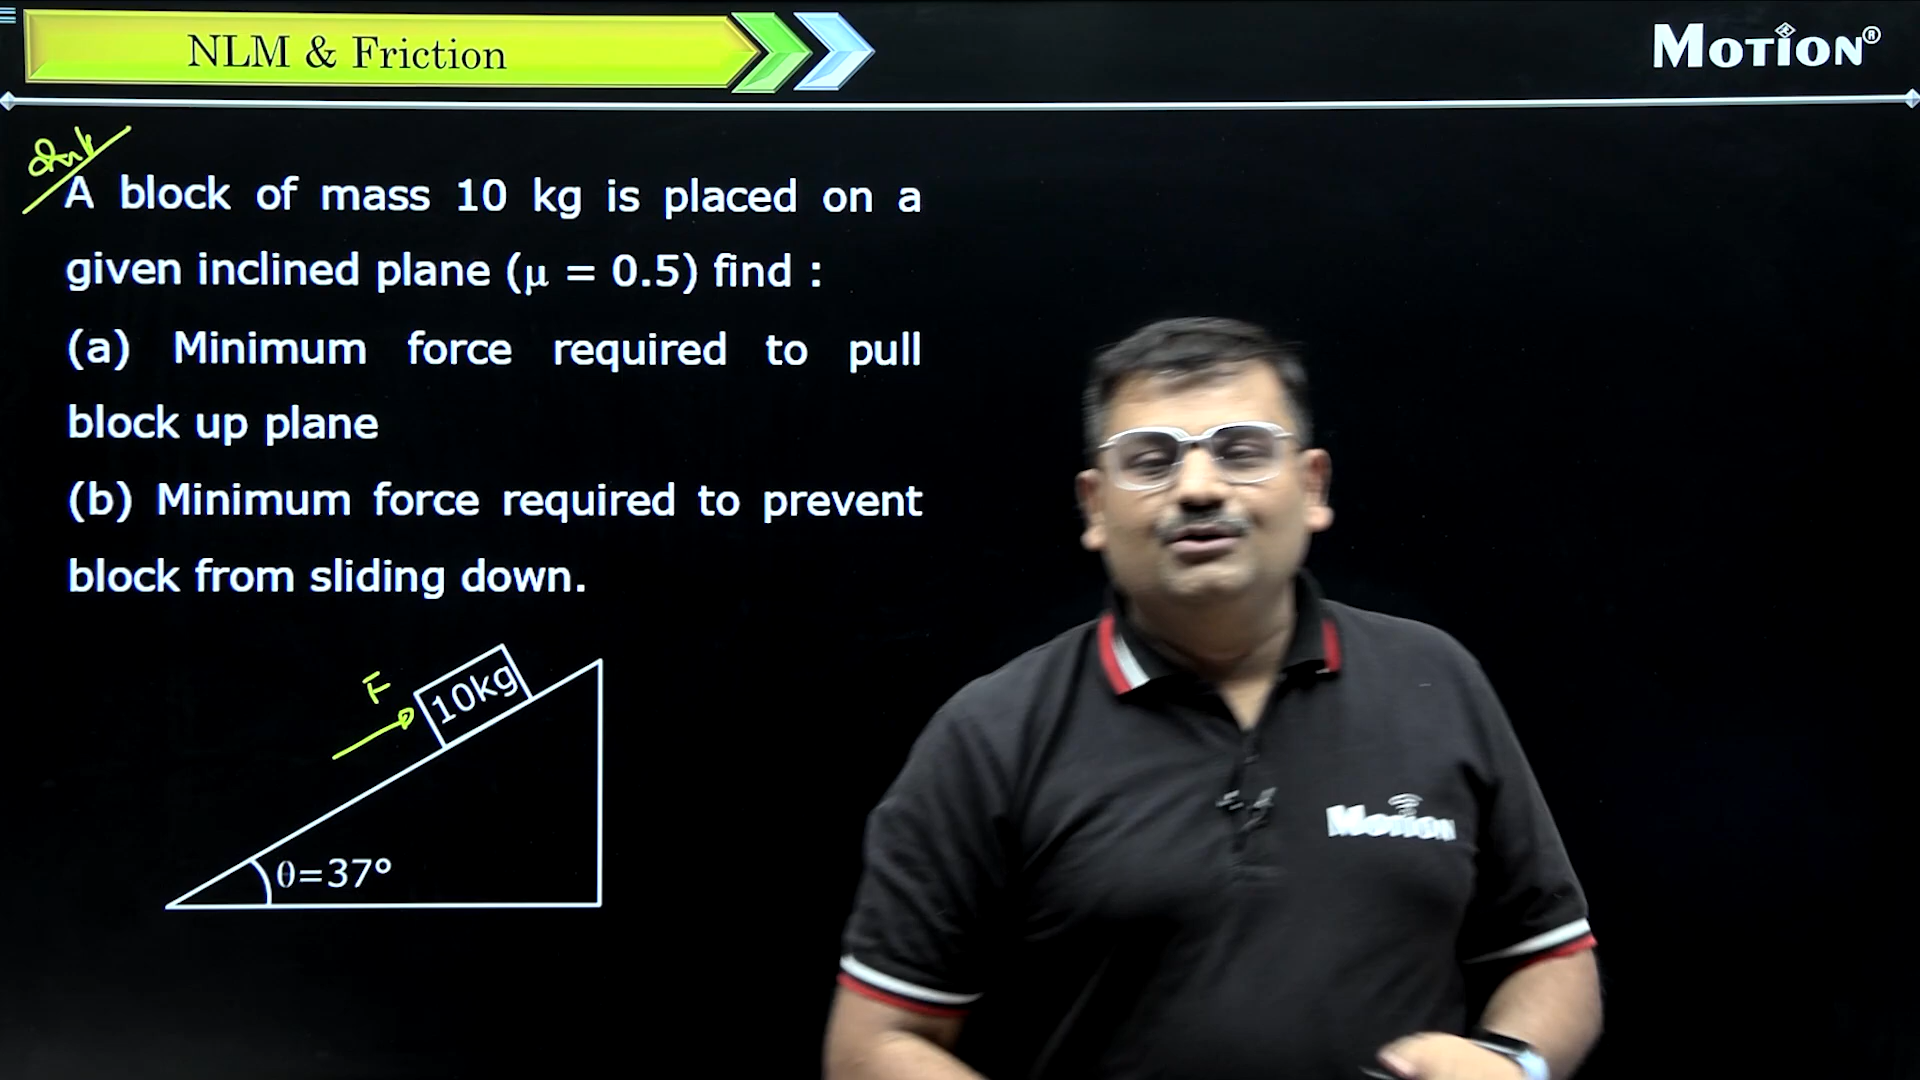 NLM & Friction
MOTION®
A block of mass 10 kg is placed on a
given inclined plane (μ = 0.5) find :
(a) Minimum force required to pull
block up plane
(b) Minimum force required to prevent
block from sliding down.
F
10kg
θ=37°
MOTION